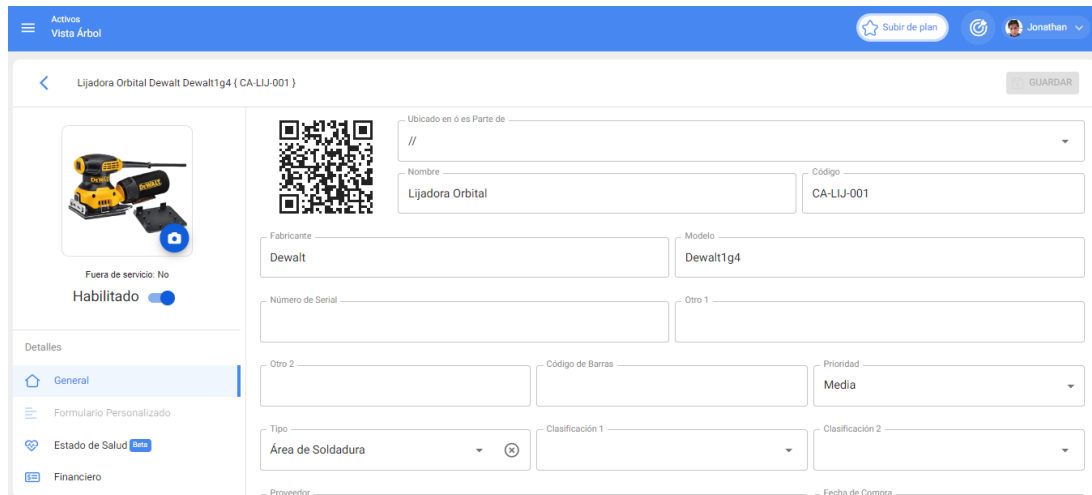 Activos
Vista Árbol
Subir de plan
Jonathan
Lijadora Orbital Dewalt Dewalt1g4 { CA-LIJ-001 }
GUARDAR
DEWALT
DEWALT
Fuera de servicio: No
Habilitado
Detalles
General
Formulario Personalizado
Estado de Salud Beta
Financiero
Ubicado en ó es Parte de
//
Nombre
Lijadora Orbital
Código
CA-LIJ-001
Fabricante
Dewalt
Modelo
Dewalt1g4
Número de Serial
Otro 1
Otro 2
Código de Barras
Prioridad
Media
Tipo
Área de Soldadura
Clasificación 1
Clasificación 2
Proveedor
Fecha de Compra